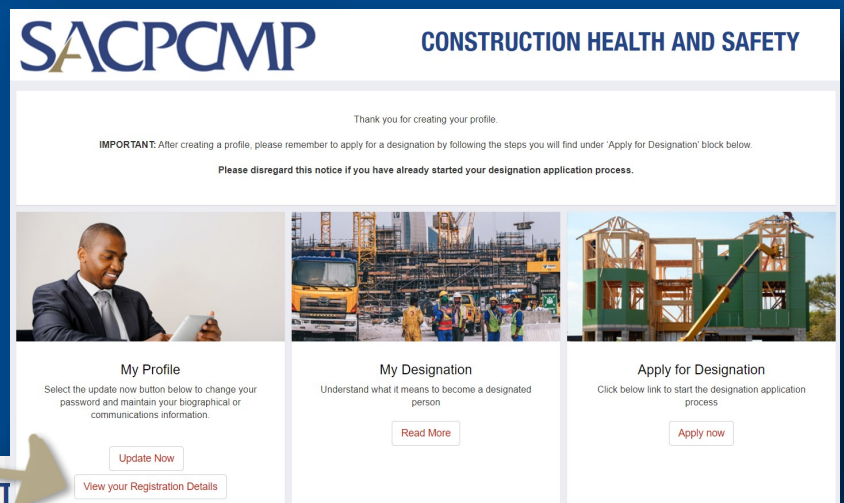 SACPCMP
CONSTRUCTION HEALTH AND SAFETY
Thank you for creating your profile.
IMPORTANT: After creating a profile, please remember to apply for a designation by following the steps you will find under 'Apply for Designation' block below.
Please disregard this notice if you have already started your designation application process.
My Profile
Select the update now button below to change your
password and maintain your biographical or
communications information.
Update Now
View your Registration Details
My Designation
Understand what it means to become a designated
person
Read More
Apply for Designation
Click below link to start the designation application
process
Apply now